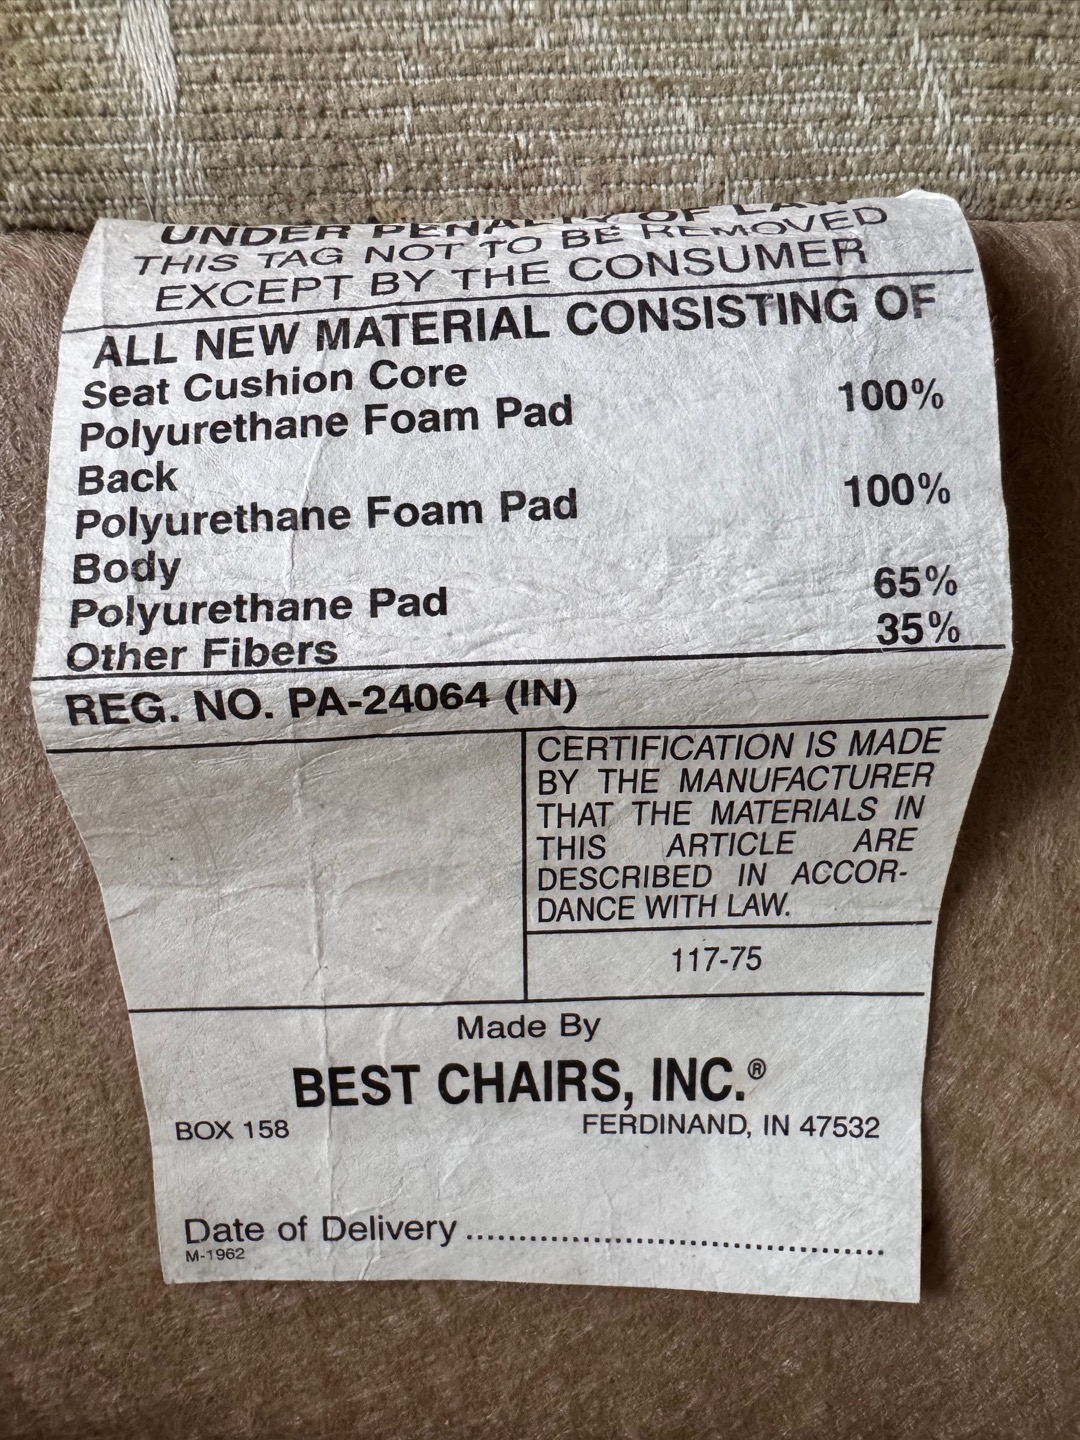 UNDER PENALTY OF LAW
THIS TAG NOT TO BE REMOVED
EXCEPT BY THE CONSUMER
ALL NEW MATERIAL CONSISTING OF
Seat Cushion Core
Polyurethane Foam Pad 100%
Back
Polyurethane Foam Pad 100%
Body
Polyurethane Pad 65%
Other Fibers 35%
REG. NO. PA-24064 (IN)
CERTIFICATION IS MADE
BY THE MANUFACTURER
THAT THE MATERIALS IN
THIS ARTICLE ARE
DESCRIBED IN ACCOR-
DANCE WITH LAW.
117-75
Made By
BEST CHAIRS, INC.®
BOX 158 FERDINAND, IN 47532
Date of Delivery ........................................
M-1962